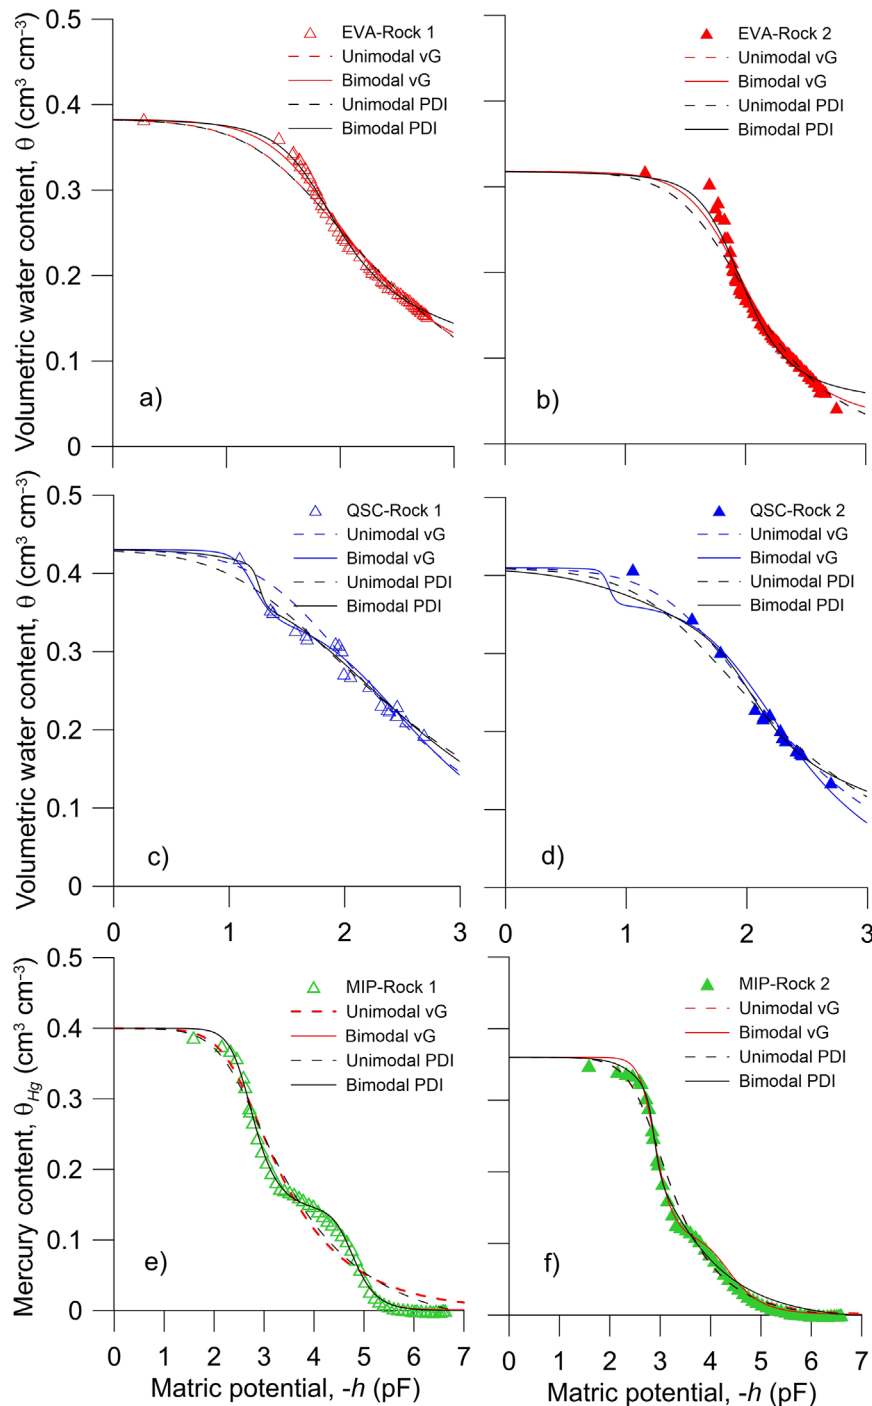 0.5
0.4
0.3
0.2
0.1
0
Volumetric water content, θ (cm³ cm⁻³)
EVA-Rock 1
Unimodal vG
Bimodal vG
Unimodal PDI
Bimodal PDI
a)
EVA-Rock 2
Unimodal vG
Bimodal vG
Unimodal PDI
Bimodal PDI
b)
0.5
0.4
0.3
0.2
0.1
0
Volumetric water content, θ (cm³ cm⁻³)
QSC-Rock 1
Unimodal vG
Bimodal vG
Unimodal PDI
Bimodal PDI
c)
0 1 2 3
QSC-Rock 2
Unimodal vG
Bimodal vG
Unimodal PDI
Bimodal PDI
d)
0 1 2 3
0.5
0.4
0.3
0.2
0.1
0
Mercury content, θHg (cm³ cm⁻³)
MIP-Rock 1
Unimodal vG
Bimodal vG
Unimodal PDI
Bimodal PDI
e)
0 1 2 3 4 5 6 7
Matric potential, -h (pF)
MIP-Rock 2
Unimodal vG
Bimodal vG
Unimodal PDI
Bimodal PDI
f)
0 1 2 3 4 5 6 7
Matric potential, -h (pF)